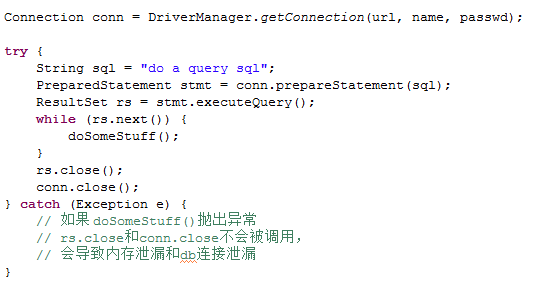 Connection conn = DriverManager.getConnection(url, name, passwd);
try {
String sql = "do a query sql";
PreparedStatement stmt = conn.prepareStatement(sql);
ResultSet rs = stmt.executeQuery();
while (rs.next()) {
doSomeStuff();
}
rs.close();
conn.close();
} catch (Exception e) {
// 如果doSomeStuff()抛出异常
// rs.close和conn.close不会被调用，
// 会导致内存泄漏和db连接泄漏
}